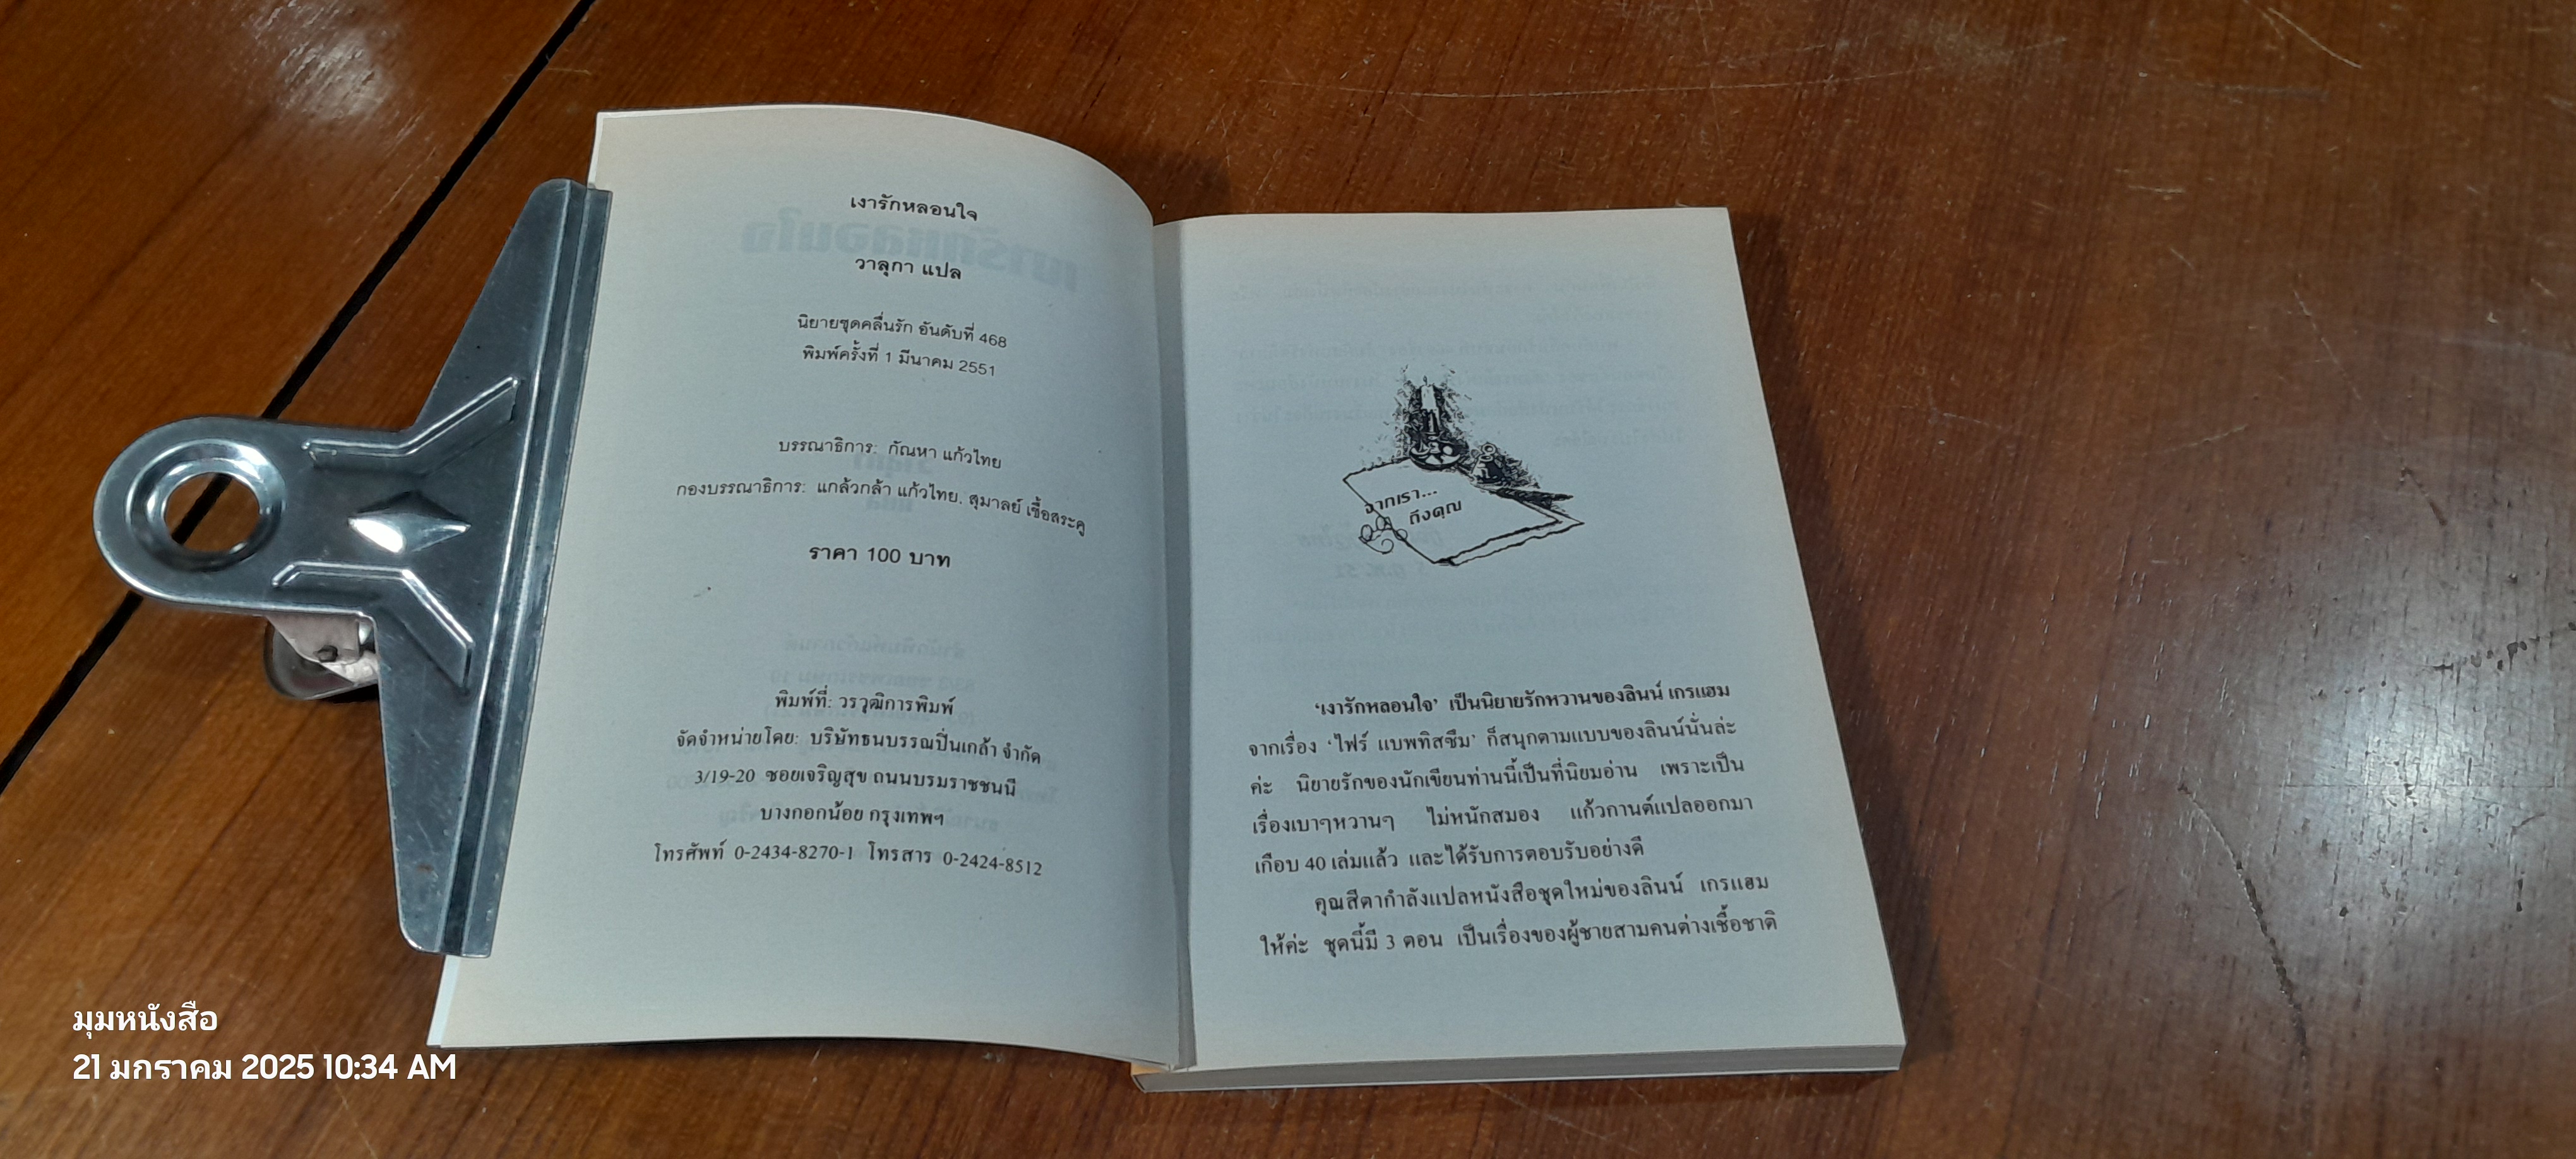 เงารักหลอนใจ
วาลุกา แปล
นิยายชุดคลื่นรัก อันดับที่ 468
พิมพ์ครั้งที่ 1 มีนาคม 2551
บรรณาธิการ: กัณหา แก้วไทย
กองบรรณาธิการ: แกล้วกล้า แก้วไทย, สุมาลย์ เชื้อสระคู
ราคา 100 บาท
พิมพ์ที่: วรวุฒิการพิมพ์
จัดจำหน่ายโดย: บริษัทธนบรรณปิ่นเกล้า จำกัด
3/19-20 ซอยเจริญสุข ถนนบรมราชชนนี
บางกอกน้อย กรุงเทพฯ
โทรศัพท์ 0-2434-8270-1 โทรสาร 0-2424-8512
จากเรา...
ถึงคุณ
'เงารักหลอนใจ' เป็นนิยายรักหวานของลินน์ เกรแฮม
จากเรื่อง 'ไฟร์ แบพทิสซึม' ก็สนุกตามแบบของลินน์นั่นล่ะ
ค่ะ นิยายรักของนักเขียนท่านนี้เป็นที่นิยมอ่าน เพราะเป็น
เรื่องเบาๆหวานๆ ไม่หนักสมอง แก้วกานต์แปลออกมา
เกือบ 40 เล่มแล้ว และได้รับการตอบรับอย่างดี
คุณสีตากำลังแปลหนังสือชุดใหม่ของลินน์ เกรแฮม
ให้ค่ะ ชุดนี้มี 3 ตอน เป็นเรื่องของผู้ชายสามคนต่างเชื้อชาติ
มุมหนังสือ
21 มกราคม 2025 10:34 AM